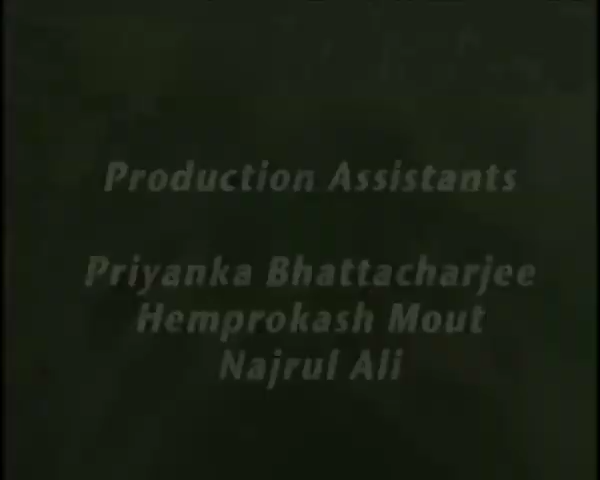 Production Assistants
Priyanka Bhattacharjee
Hemprokash Mout
Najrul Ali